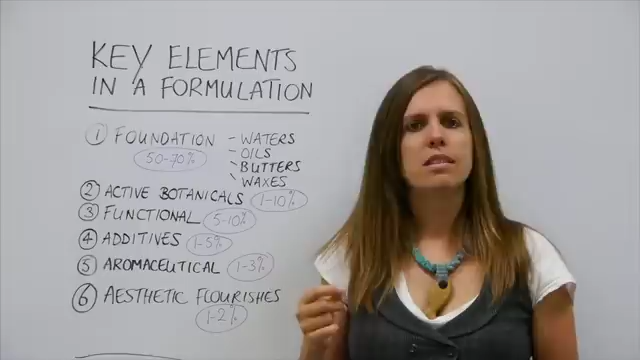 KEY ELEMENTS
IN A FORMULATION
1 FOUNDATION - WATERS
50-70% - OILS
- BUTTERS
- WAXES
2 ACTIVE BOTANICALS 1-10%
3 FUNCTIONAL 5-10%
4 ADDITIVES 1-5%
5 AROMACEUTICAL 1-3%
6 AESTHETIC FLOURISHES
1-2%